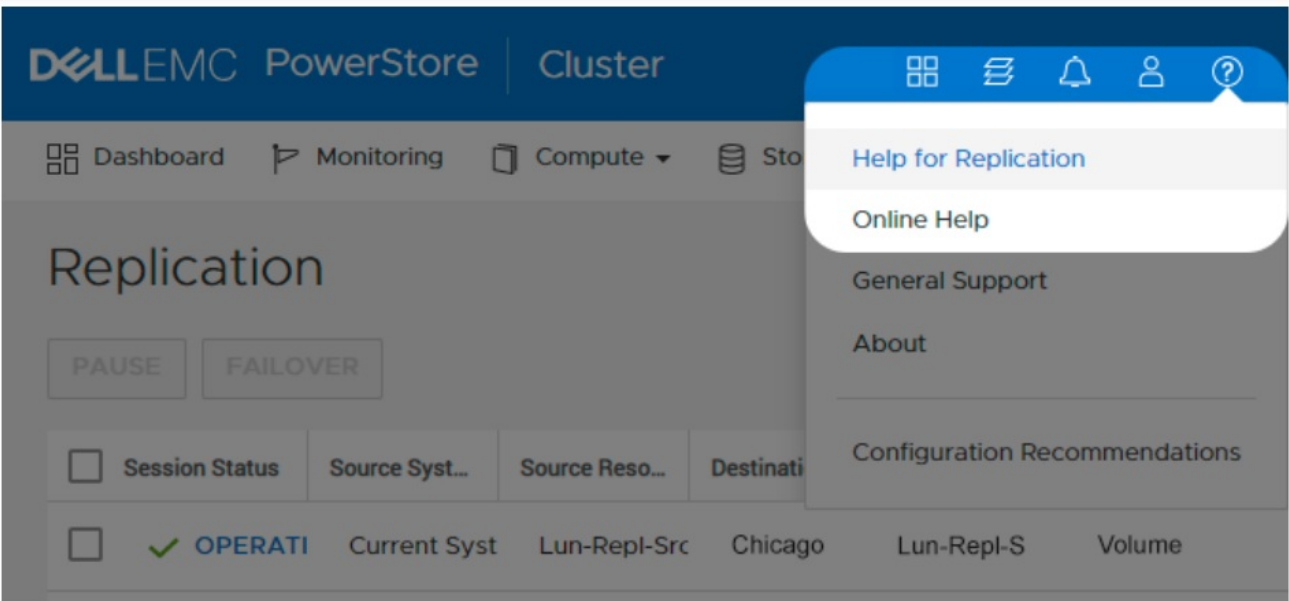 DELLEMC PowerStore Cluster
Dashboard Monitoring Compute Sto
Help for Replication
Online Help
General Support
About
Configuration Recommendations
Replication
PAUSE FAILOVER
Session Status Source Syst... Source Reso... Destinati
OPERATI Current Syst Lun-Repl-Src Chicago Lun-Repl-S Volume